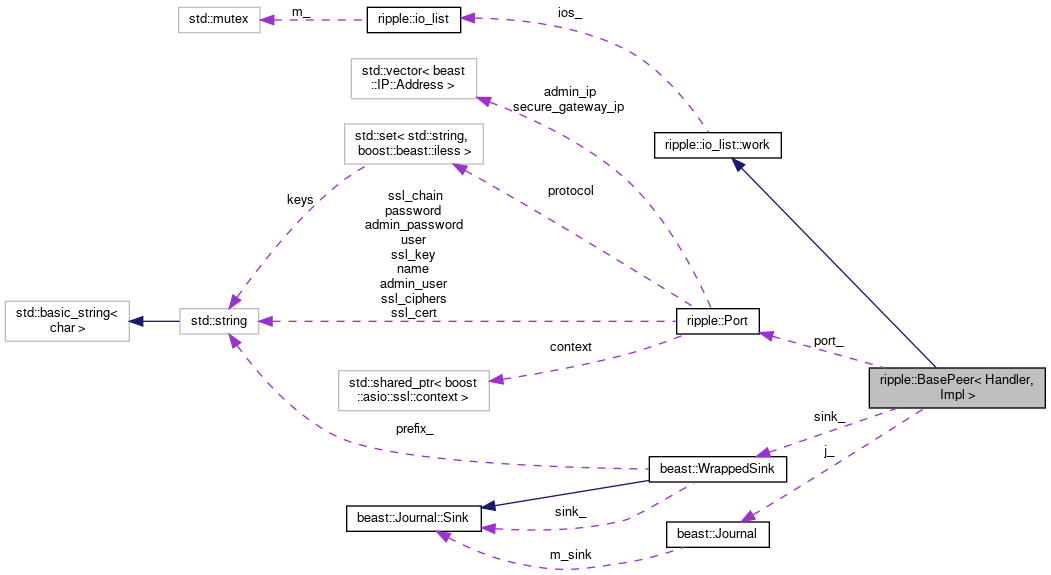 std::mutex
m_
ripple::io_list
ios_
std::vector< beast
::IP::Address >
admin_ip
secure_gateway_ip
std::set< std::string,
boost::beast::iless >
ripple::io_list::work
keys
ssl_chain
password
admin_password
user
ssl_key
name
admin_user
ssl_ciphers
ssl_cert
protocol
std::basic_string<
char >
std::string
ripple::Port
port_
context
std::shared_ptr< boost
::asio::ssl::context >
ripple::BasePeer< Handler,
Impl >
prefix_
sink_
j_
beast::WrappedSink
beast::Journal::Sink
sink_
beast::Journal
m_sink